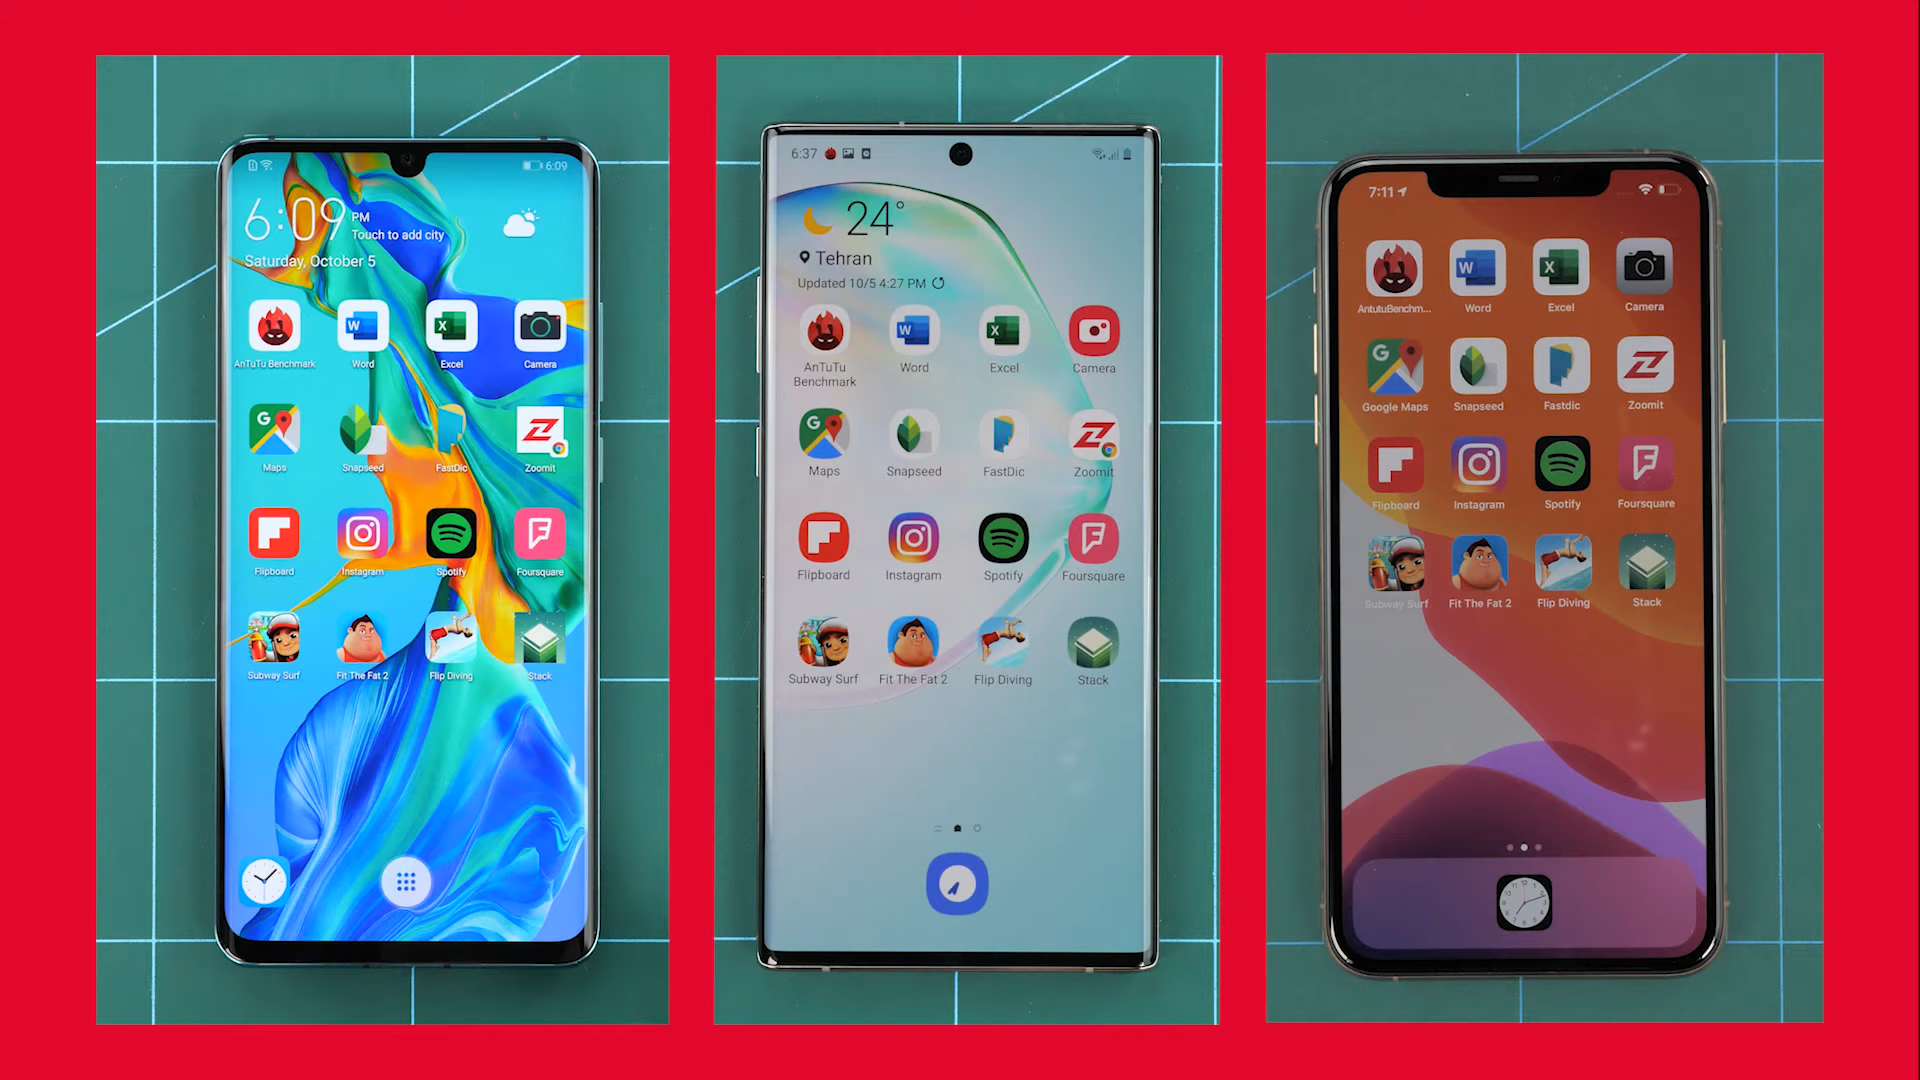 6:09
6:09 PM
Touch to add city
Saturday, October 5
AnTuTu Benchmark Word Excel Camera
Maps Snapseed FastDic Zoomit
Flipboard Instagram Spotify Foursquare
Subway Surf Fit The Fat 2 Flip Diving Stack
6:37
24°
Tehran
Updated 10/5 4:27 PM
AnTuTu Benchmark Word Excel Camera
Maps Snapseed FastDic Zoomit
Flipboard Instagram Spotify Foursquare
Subway Surf Fit The Fat 2 Flip Diving Stack
7:11
AntutuBenchm... Word Excel Camera
Google Maps Snapseed Fastdic Zoomit
Flipboard Instagram Spotify Foursquare
Subway Surf Fit The Fat 2 Flip Diving Stack